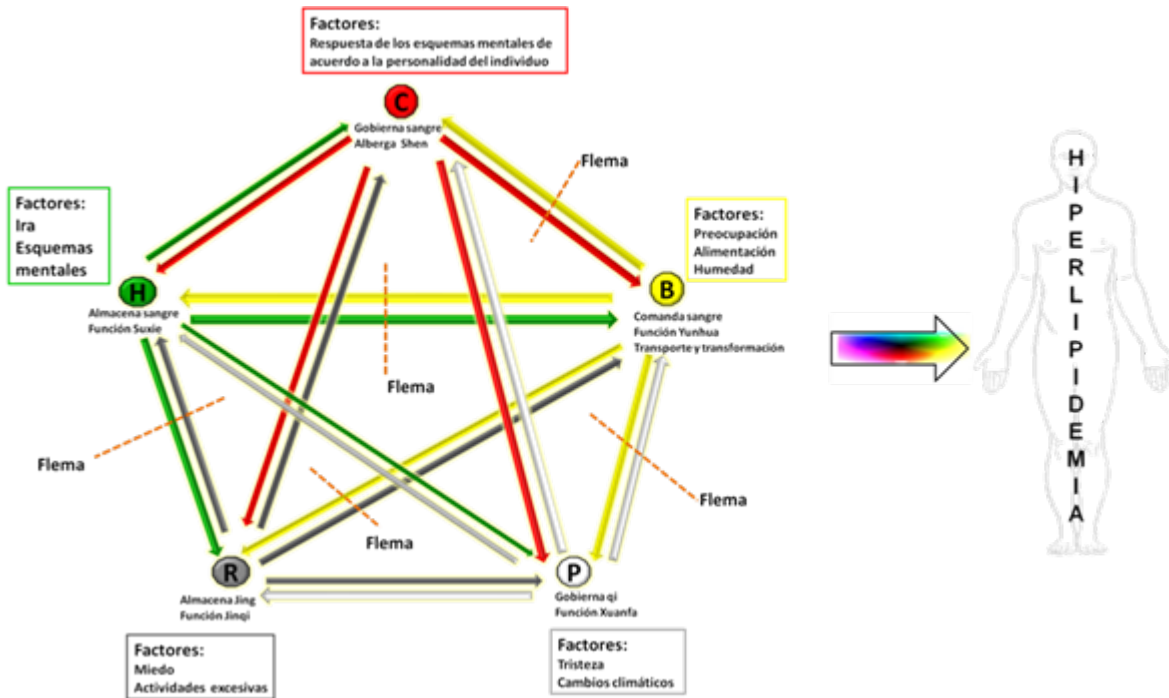 Factores:
Respuesta de los esquemas mentales de
acuerdo a la personalidad del individuo
C
Gobierna sangre
Alberga Shen
Flema
Factores:
Ira
Esquemas
mentales
H
Almacena sangre
Función Suxie
Factores:
Preocupación
Alimentación
Humedad
B
Comanda sangre
Función Yunhua
Transporte y transformación
Flema
Flema
Flema
Flema
R
Almacena Jing
Función Jinqi
Factores:
Miedo
Actividades excesivas
P
Gobierna qi
Función Xuanfa
Factores:
Tristeza
Cambios climáticos
HIPERLIPIDEMIA